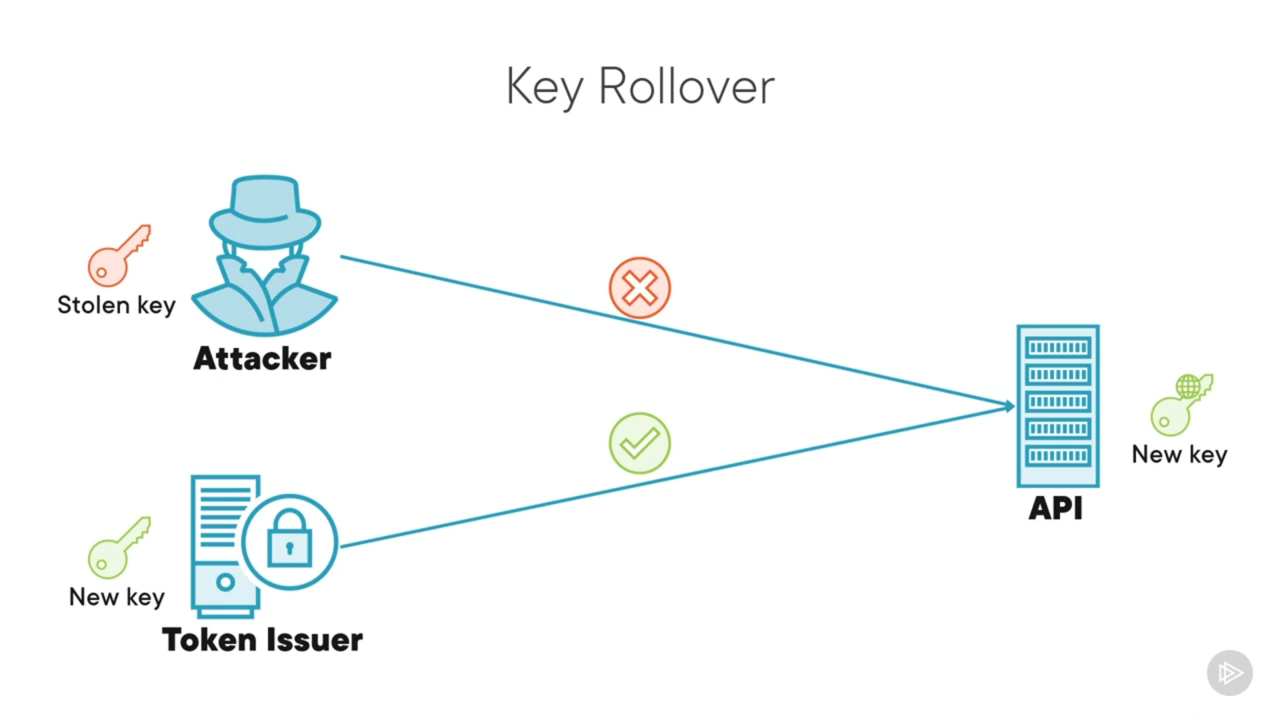 Key Rollover
Stolen key
Attacker
New key
API
New key
Token Issuer